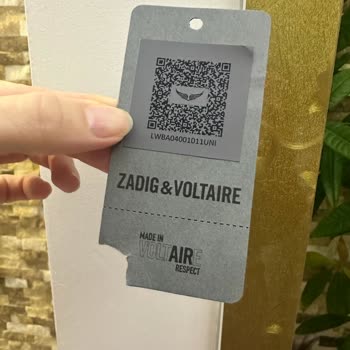 LWBA04001011UNI
ZADIG&VOLTAIRE
MADE IN
VOLTAIRE
RESPECT